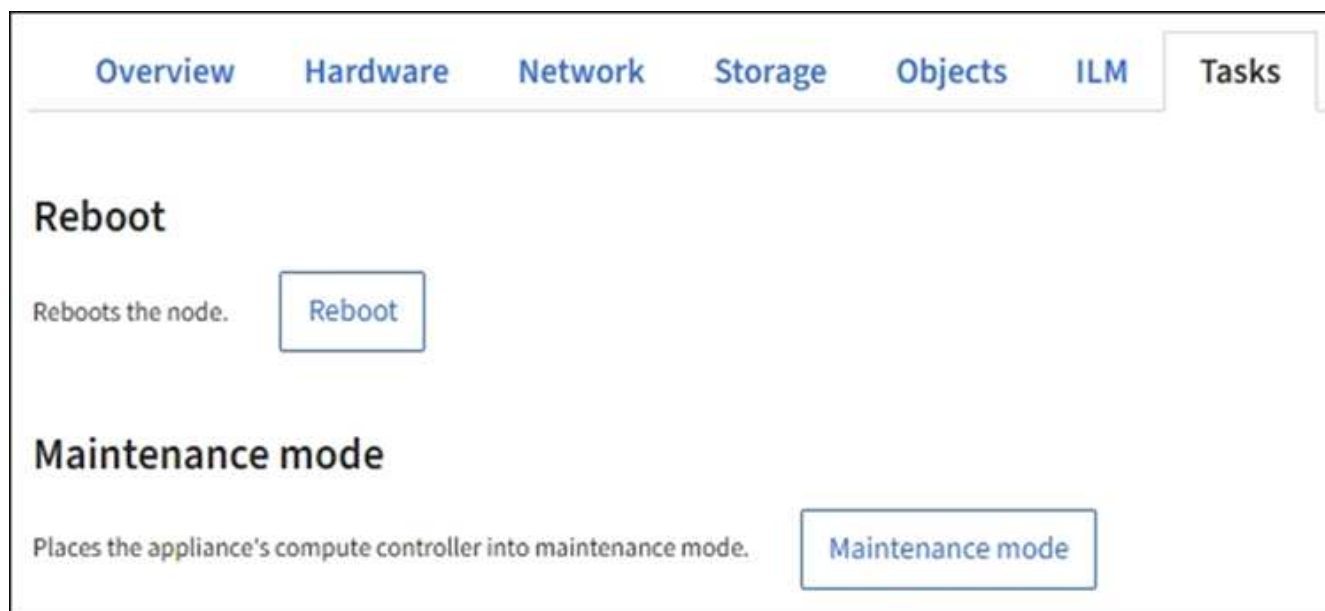 Overview Hardware Network Storage Objects ILM Tasks
Reboot
Reboots the node. Reboot
Maintenance mode
Places the appliance's compute controller into maintenance mode. Maintenance mode